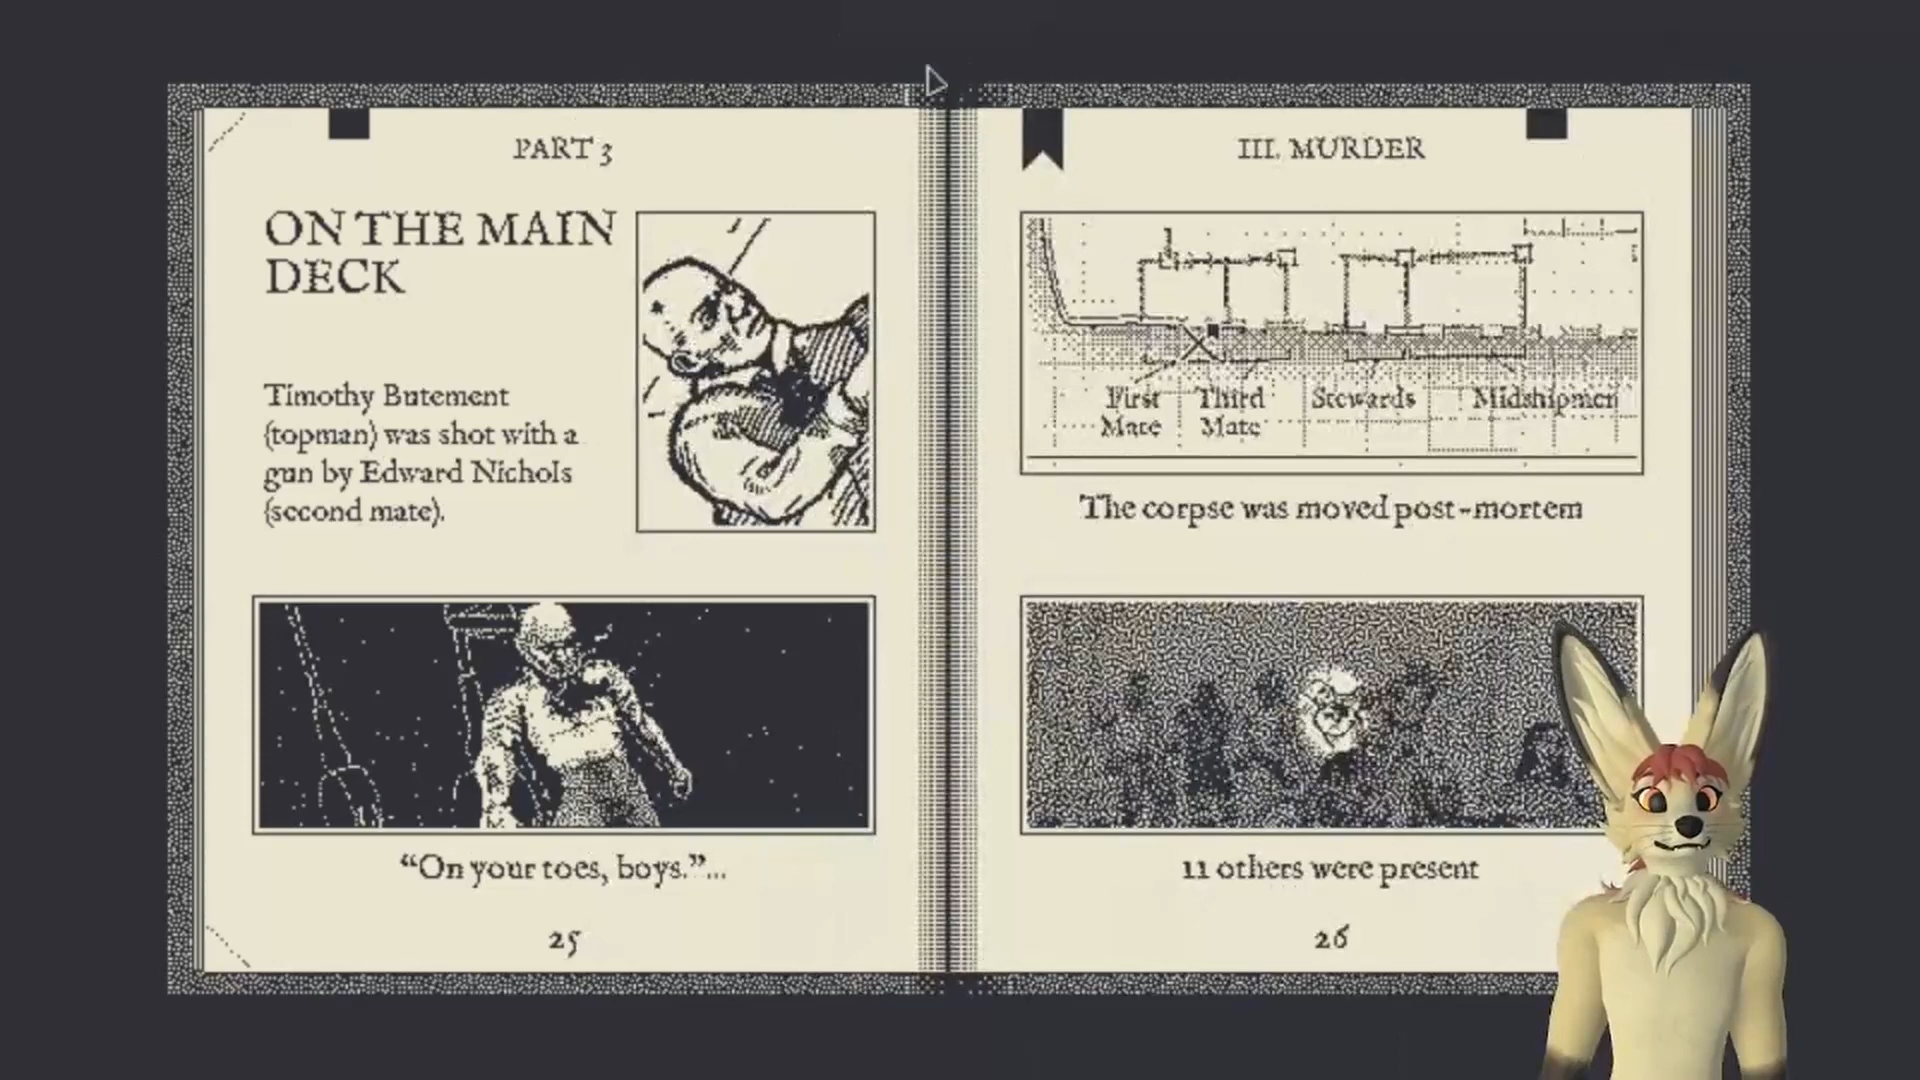 PART 3
ON THE MAIN
DECK
Timothy Butement
(topman) was shot with a
gun by Edward Nichols
(second mate).
“On your toes, boys.”...
25
III. MURDER
First Third Stewards Midshipmen
Mate Mate
The corpse was moved post-mortem
11 others were present
26